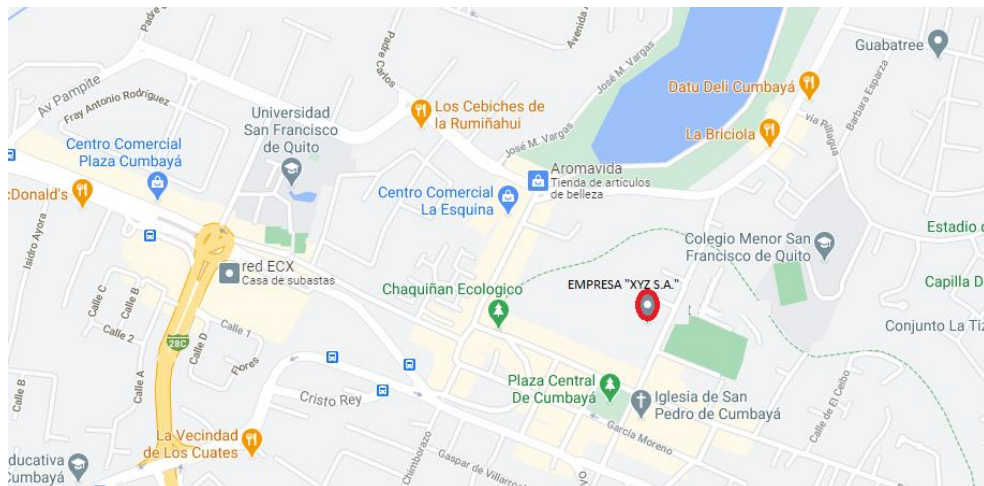 Padre C
Padre
Carlos
Avenida A
José M. Vargas
Guabatree
Av Pampite
Fray Antonio Rodríguez
Universidad
San Francisco
de Quito
Los Cebiches de
la Rumiñahui
Datu Deli Cumbayá
Barbara Esparza
La Briciola
via Pillagua
Centro Comercial
Plaza Cumbayá
José M. Vargas
Aromavida
Tienda de artículos
de belleza
cDonald's
Centro Comercial
La Esquina
Isidro Ayora
Estadio d
Colegio Menor San
Francisco de Quito
red ECX
Casa de subastas
Calle C
EMPRESA "XYZ S.A."
Capilla D
Chaquiñan Ecologico
Calle 1
Calle 2
28C
Calle D
Conjunto La Tiz
Flores
Calle B
Calle A
Cristo Rey
Plaza Central
De Cumbayá
Iglesia de San
Pedro de Cumbayá
Calle de El Ceibo
García Moreno
La Vecindad
de Los Cuates
Chimborazo
Gaspar de Villarro
ducativa
Cumbayá